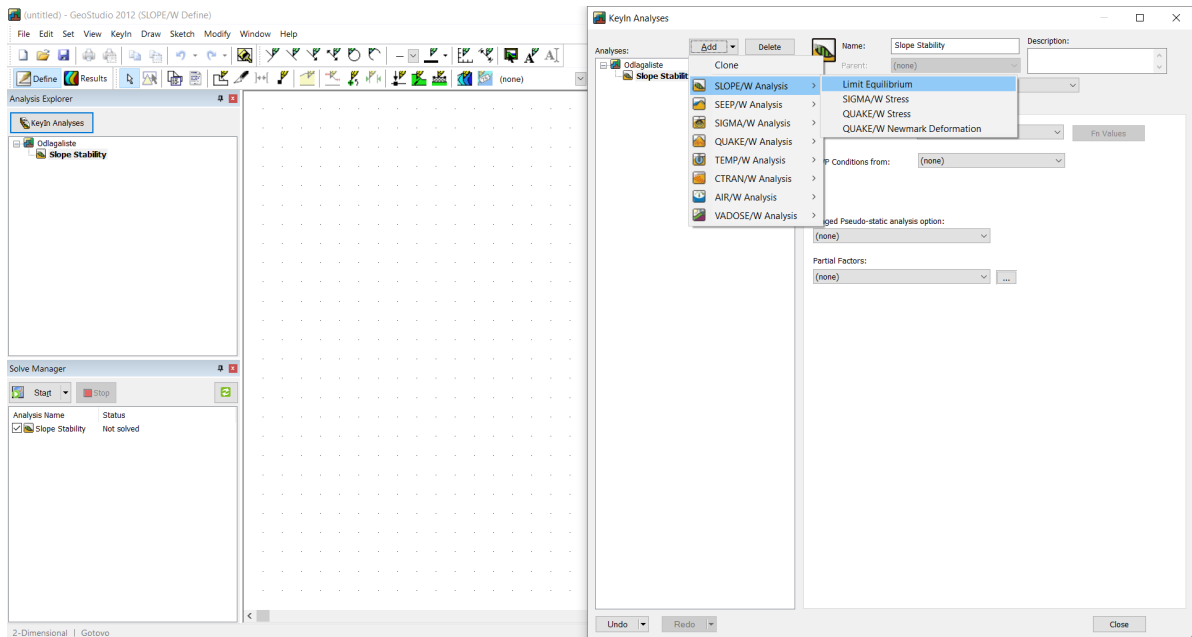 (untitled) - GeoStudio 2012 (SLOPE/W Define)
File Edit Set View KeyIn Draw Sketch Modify Window Help
A AI
Define Results (none)
Analysis Explorer
KeyIn Analyses
Odlagaliste
Slope Stability
Solve Manager
Start Stop
Analysis Name Status
Slope Stability Not solved
2-Dimensional | Gotovo
KeyIn Analyses
Analyses: Add Delete
Name: Slope Stability Description:
Parent: (none)
Odlagaliste
Slope Stabilit
Clone
SLOPE/W Analysis
SEEP/W Analysis
SIGMA/W Analysis
QUAKE/W Analysis
TEMP/W Analysis
CTRAN/W Analysis
AIR/W Analysis
VADOSE/W Analysis
Limit Equilibrium
SIGMA/W Stress
QUAKE/W Stress
QUAKE/W Newmark Deformation
Fn Values
P Conditions from: (none)
ged Pseudo-static analysis option:
(none)
Partial Factors:
(none) ...
Undo Redo Close